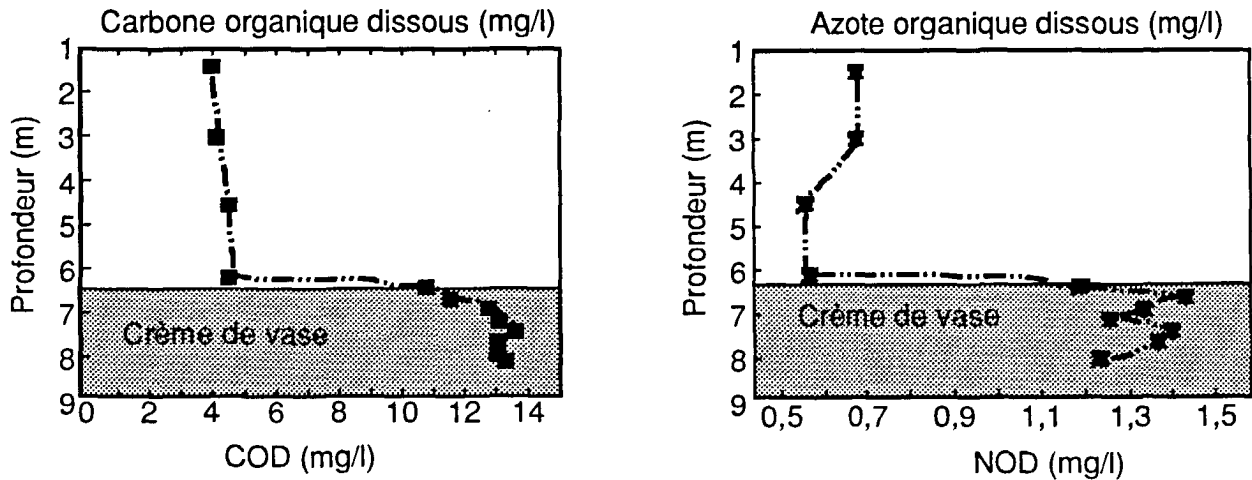 Carbone organique dissous (mg/l)
1
2
3
4
5
6
7
8
9
Profondeur (m)
Crème de vase
0 2 4 6 8 10 12 14
COD (mg/l)
Azote organique dissous (mg/l)
1
2
3
4
5
6
7
8
9
Profondeur (m)
Crème de vase
0,5 0,7 0,9 1,1 1,3 1,5
NOD (mg/l)